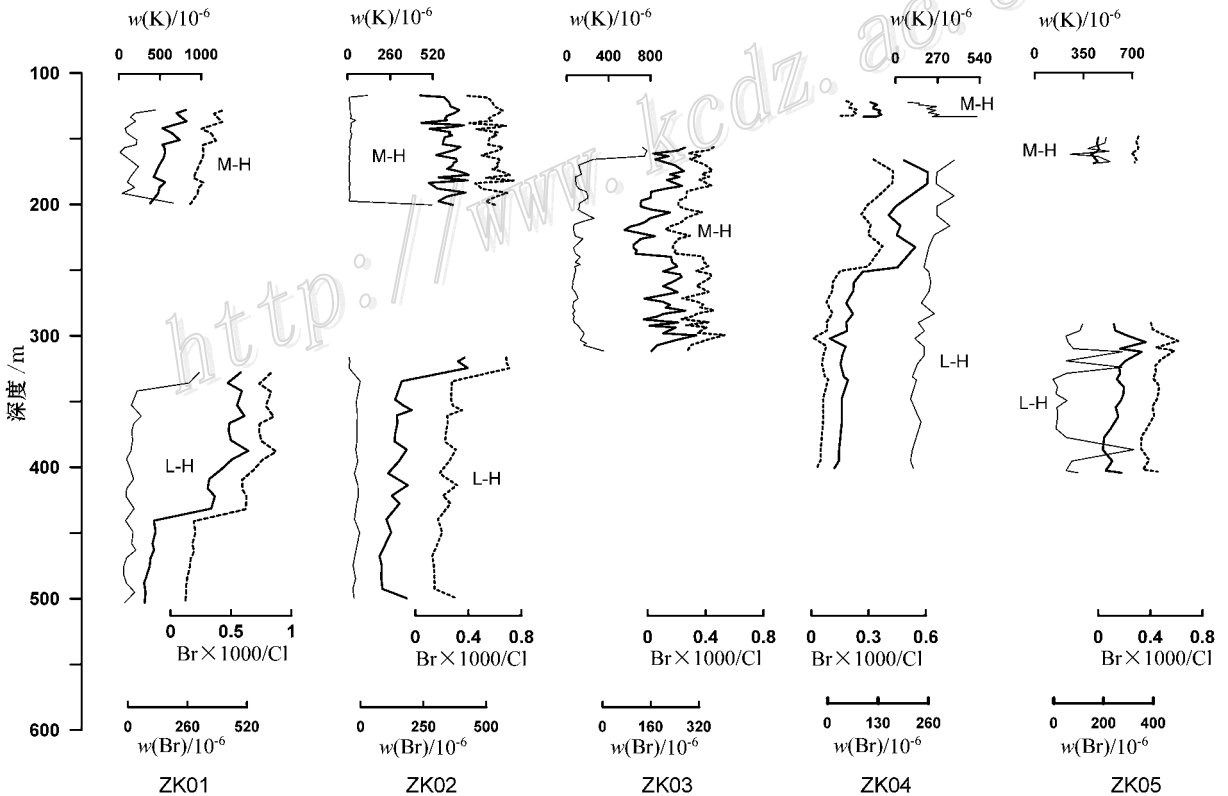 w(K)/10-6 w(K)/10-6 w(K)/10-6 w(K)/10-6 w(K)/10-6
0 500 1000 0 260 520 0 400 800 0 270 540 0 350 700
100
200
300
400
500
600
深度/m
M-H M-H M-H M-H M-H
L-H L-H L-H L-H
http://www.kcdz.ac.
0 0.5 1 0 0.4 0.8 0 0.4 0.8 0 0.3 0.6 0 0.4 0.8
Br×1000/Cl Br×1000/Cl Br×1000/Cl Br×1000/Cl Br×1000/Cl
0 260 520 0 250 500 0 160 320 0 130 260 0 200 400
w(Br)/10-6 w(Br)/10-6 w(Br)/10-6 w(Br)/10-6 w(Br)/10-6
ZK01 ZK02 ZK03 ZK04 ZK05